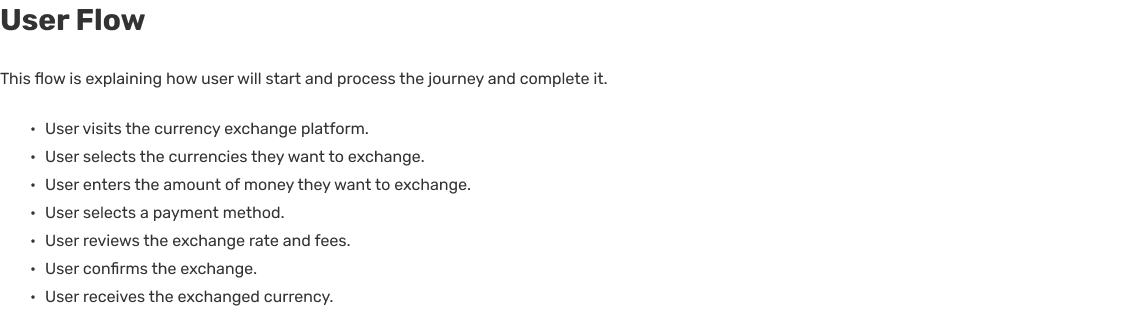 User Flow
This flow is explaining how user will start and process the journey and complete it.
• User visits the currency exchange platform.
• User selects the currencies they want to exchange.
• User enters the amount of money they want to exchange.
• User selects a payment method.
• User reviews the exchange rate and fees.
• User confirms the exchange.
• User receives the exchanged currency.